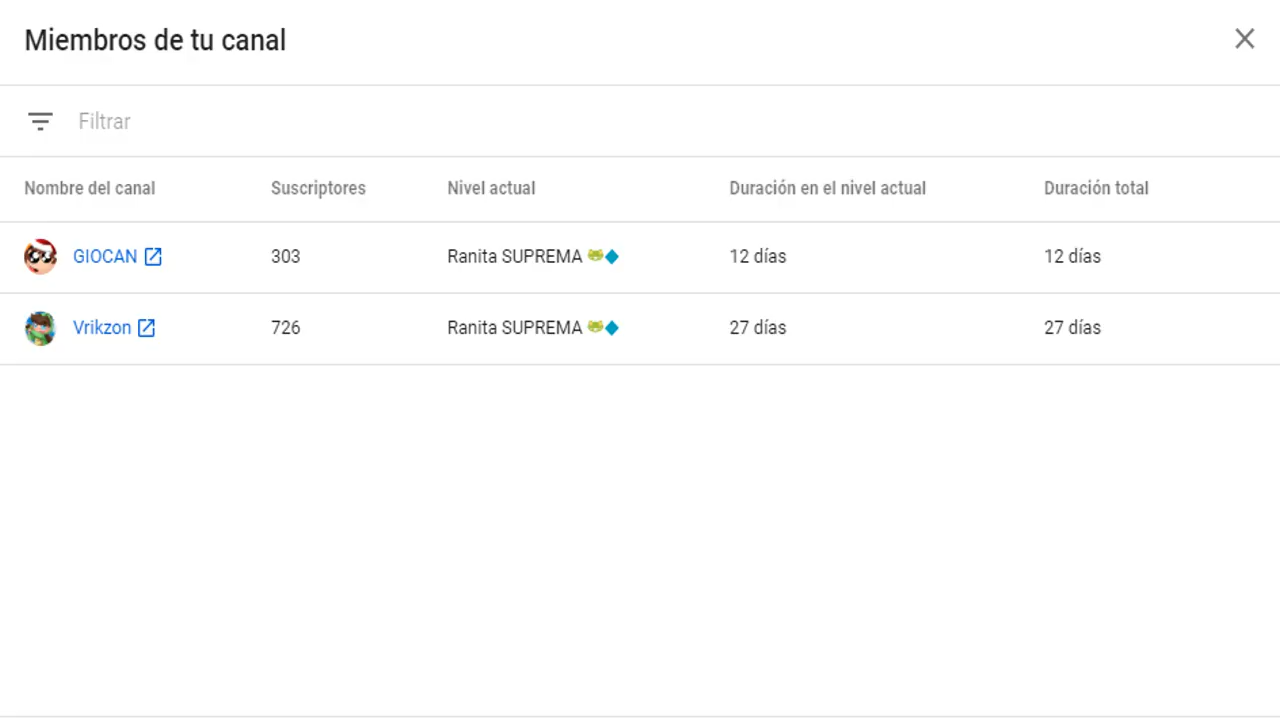 Miembros de tu canal
Filtrar
Nombre del canal Suscriptores Nivel actual Duración en el nivel actual Duración total
GIOCAN 303 Ranita SUPREMA 🐸🔷 12 días 12 días
Vrikzon 726 Ranita SUPREMA 🐸🔷 27 días 27 días